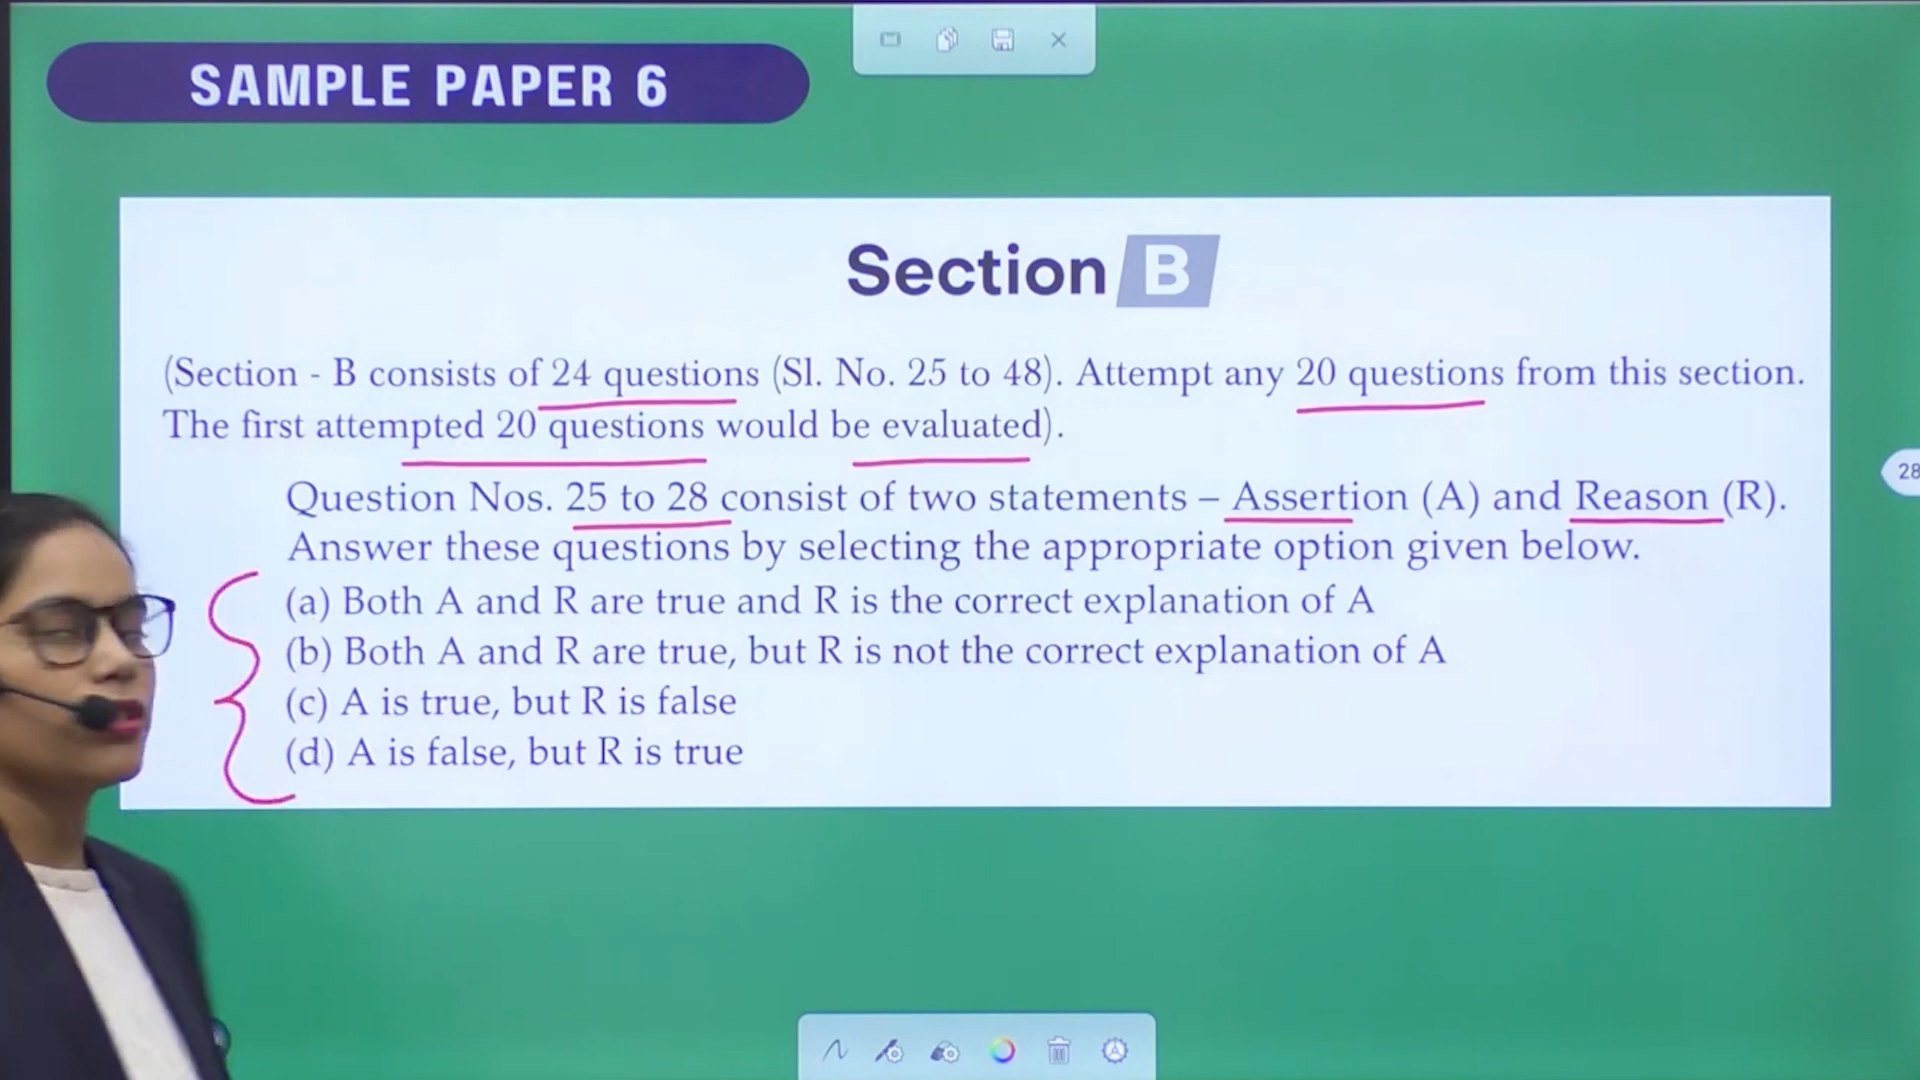 SAMPLE PAPER 6
Section B
(Section - B consists of 24 questions (Sl. No. 25 to 48). Attempt any 20 questions from this section.
The first attempted 20 questions would be evaluated).
Question Nos. 25 to 28 consist of two statements – Assertion (A) and Reason (R).
Answer these questions by selecting the appropriate option given below.
(a) Both A and R are true and R is the correct explanation of A
(b) Both A and R are true, but R is not the correct explanation of A
(c) A is true, but R is false
(d) A is false, but R is true
28